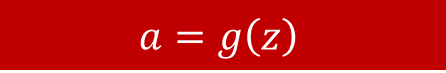 a = g(z)